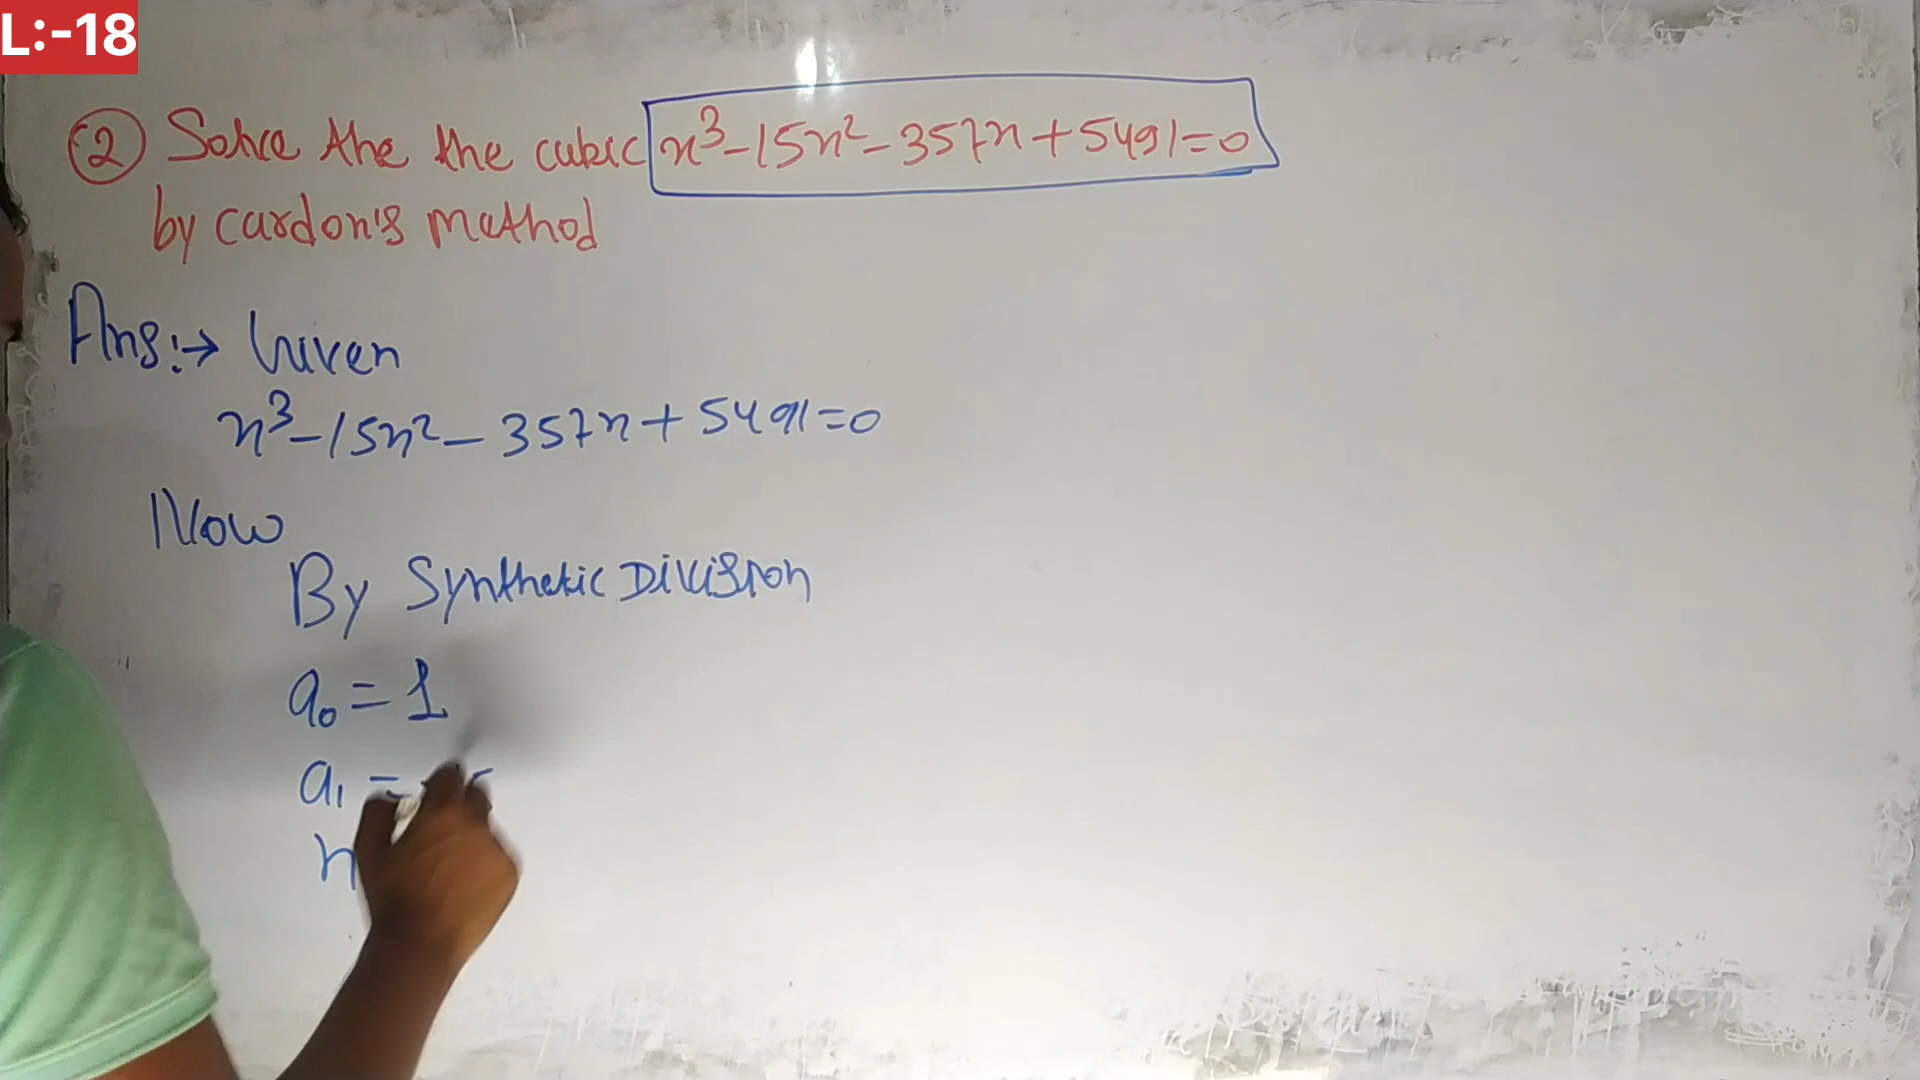 L:-18
② Solve the the cubic x³-15x²-357x+5491=0
by cardon's method
Ans:→ Given
x³-15x²-357x+5491=0
Now
By Synthetic Division
a₀ = 1
a₁ =
n